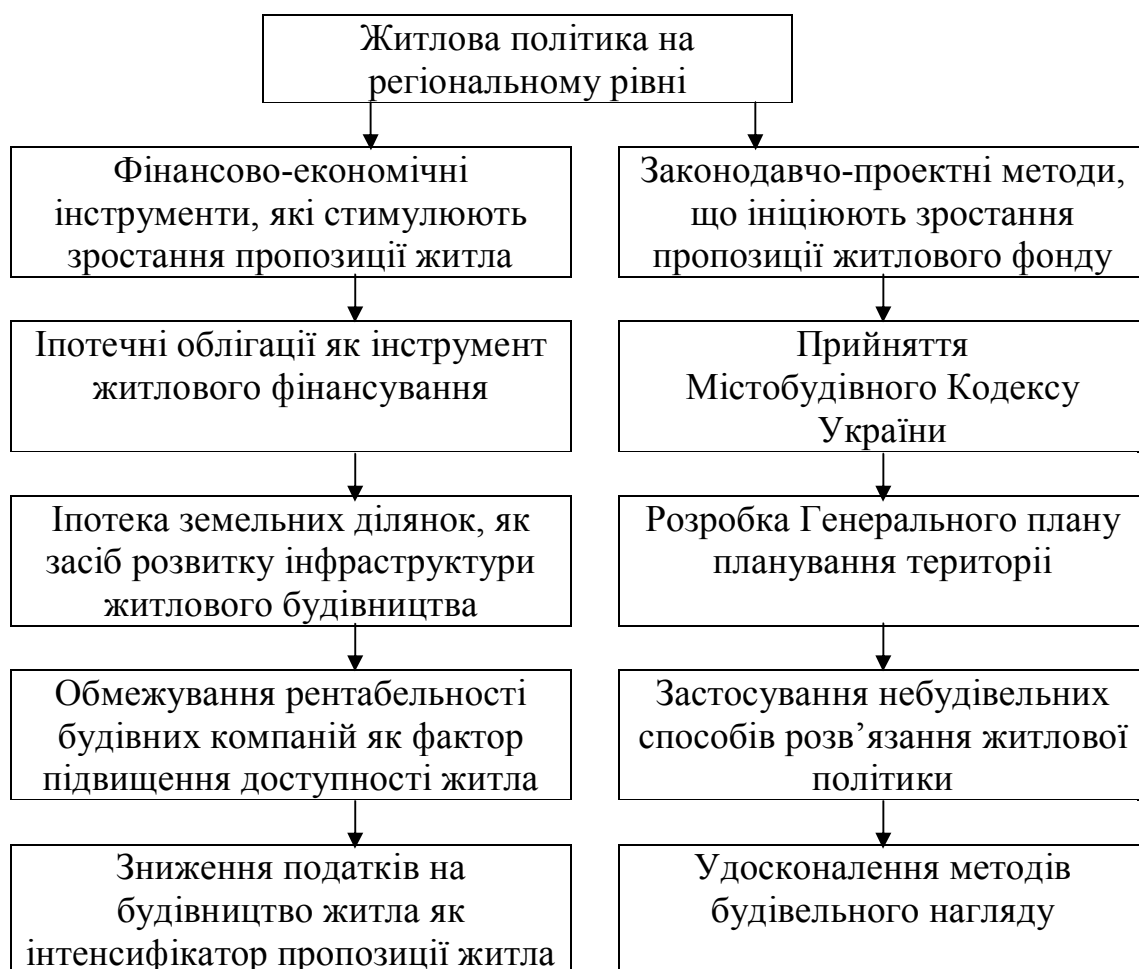 Житлова політика на
регіональному рівні
Фінансово-економічні
інструменти, які стимулюють
зростання пропозиції житла
Законодавчо-проектні методи,
що ініціюють зростання
пропозиції житлового фонду
Іпотечні облігації як інструмент
житлового фінансування
Прийняття
Містобудівного Кодексу
України
Іпотека земельних ділянок, як
засіб розвитку інфраструктури
житлового будівництва
Розробка Генерального плану
планування територіі
Обмежування рентабельності
будівних компаній як фактор
підвищення доступності житла
Застосування небудівельних
способів розв’язання житлової
політики
Зниження податків на
будівництво житла як
інтенсифікатор пропозиції житла
Удосконалення методів
будівельного нагляду